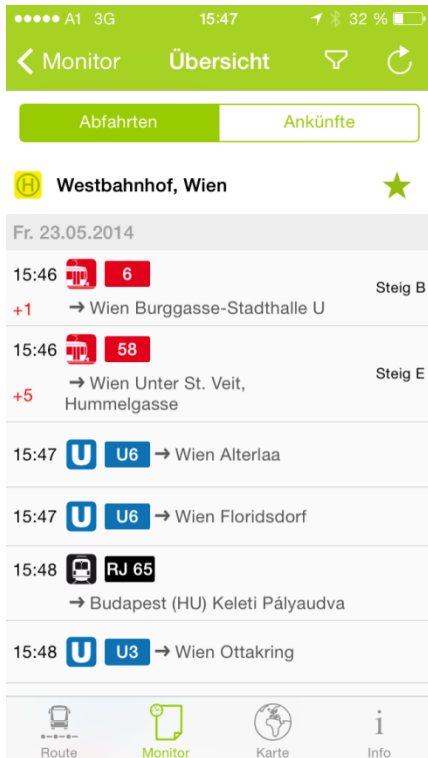 A1 3G 15:47 32 %
Monitor Übersicht
Abfahrten Ankünfte
H Westbahnhof, Wien
Fr. 23.05.2014
15:46 6
+1 → Wien Burggasse-Stadthalle U Steig B
15:46 58
+5 → Wien Unter St. Veit, Steig E
Hummelgasse
15:47 U U6 → Wien Alterlaa
15:47 U U6 → Wien Floridsdorf
15:48 RJ 65
→ Budapest (HU) Keleti Pályaudva
15:48 U U3 → Wien Ottakring
Route Monitor Karte Info